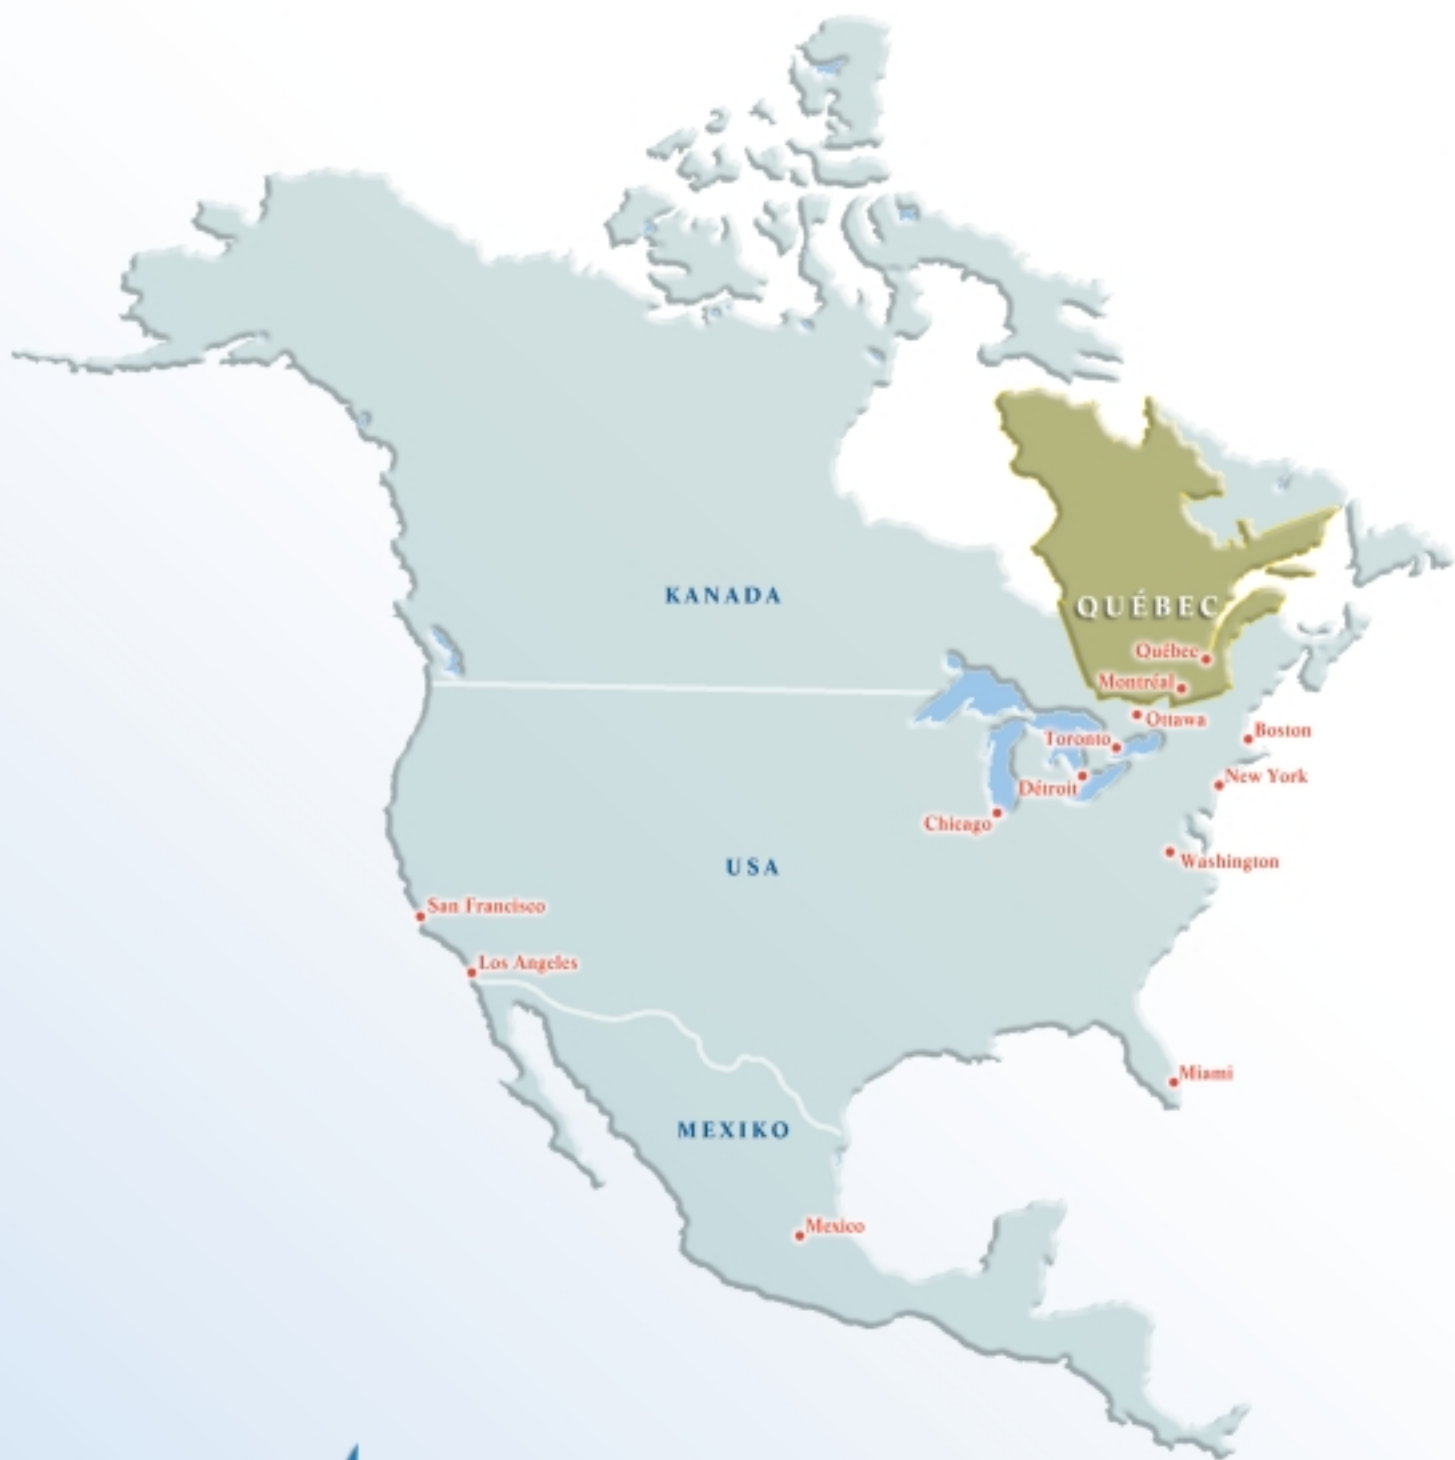 KANADA
QUÉBEC
Québec
Montréal
Ottawa
Boston
Toronto
New York
Détroit
Chicago
Washington
USA
San Francisco
Los Angeles
Miami
MEXIKO
Mexico